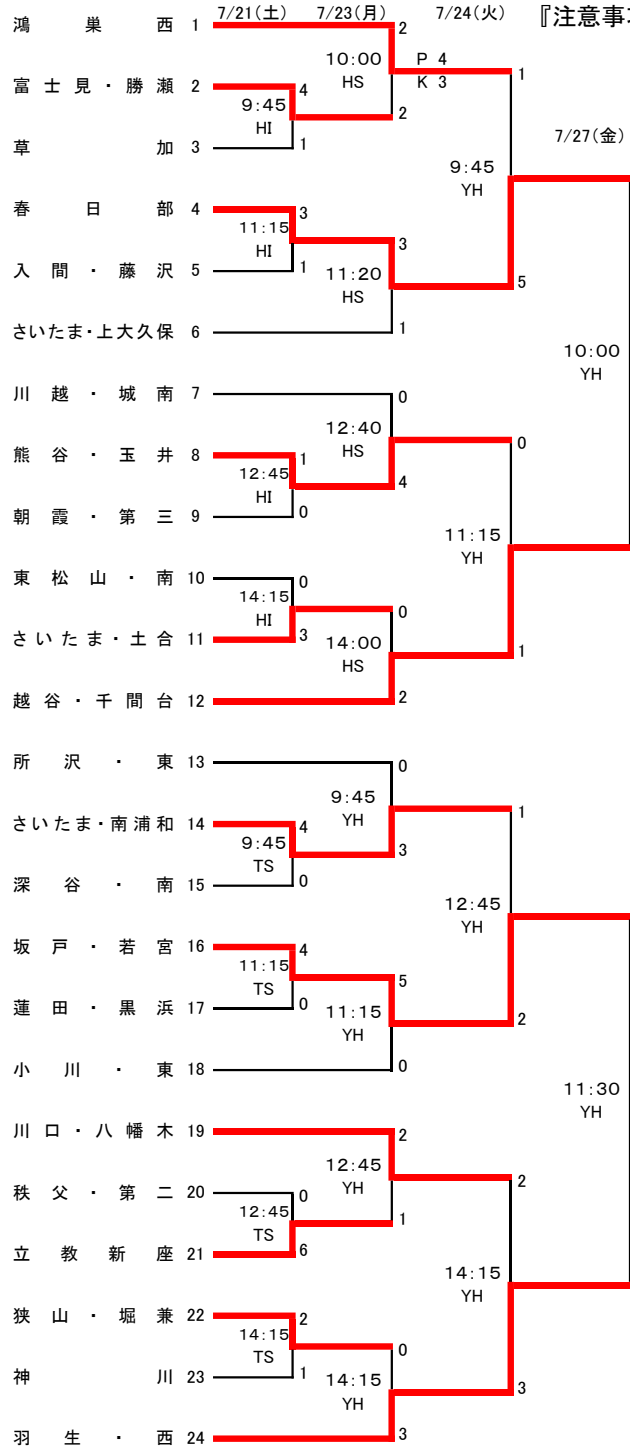 7/21(土) 7/23(月) 7/24(火) 『注意事
鴻巣西 1 2
10:00 P 4
HS K 3 1
富士見・勝瀬 2 4
9:45
HI 2
草加 3 1
7/27(金)
9:45
YH
春日部 4 3
11:15 3
HI
入間・藤沢 5 1
11:20
HS 5
さいたま・上大久保 6 1
10:00
YH
川越・城南 7 0
12:40
HS 0
熊谷・玉井 8 1
12:45
HI 4
朝霞・第三 9 0
11:15
YH
東松山・南 10 0
14:15
HI 0
さいたま・土合 11 3
14:00
HS 1
越谷・千間台 12 2
所沢・東 13 0
9:45
YH 1
さいたま・南浦和 14 4
9:45
TS 3
深谷・南 15 0
12:45
YH
坂戸・若宮 16 4
11:15
TS 5
蓮田・黒浜 17 0
11:15
YH 2
小川・東 18 0
11:30
YH
川口・八幡木 19 2
12:45
YH 2
秩父・第二 20 0
12:45
TS 1
立教新座 21 6
14:15
YH
狭山・堀兼 22 2
14:15
TS 0
神川 23 1
14:15
YH 3
羽生・西 24 3